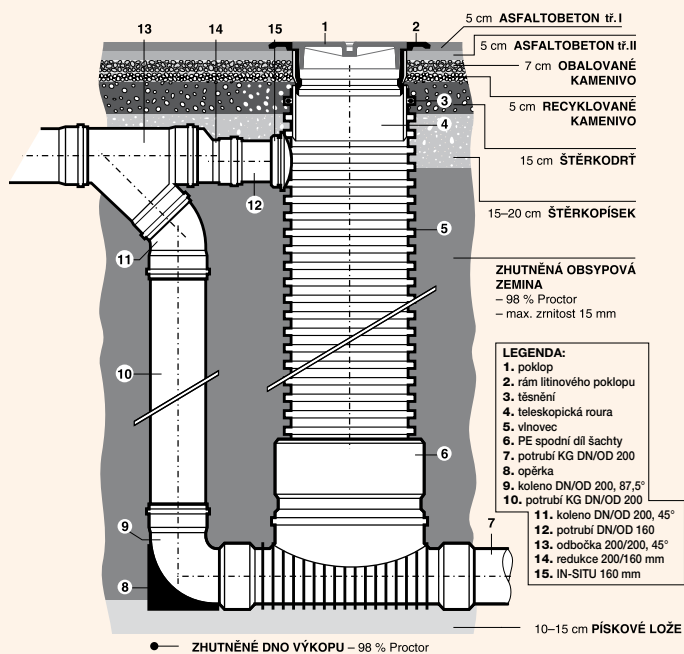 13
14
15
1
2
5 cm ASFALTOBETON tř.I
5 cm ASFALTOBETON tř.II
7 cm OBALOVANÉ
KAMENIVO
5 cm RECYKLOVANÉ
KAMENIVO
3
4
15 cm ŠTĚRKODRŤ
12
15–20 cm ŠTĚRKOPÍSEK
5
11
ZHUTNĚNÁ OBSYPOVÁ
ZEMINA
– 98 % Proctor
– max. zrnitost 15 mm
10
LEGENDA:
1. poklop
2. rám litinového poklopu
3. těsnění
4. teleskopická roura
5. vlnovec
6. PE spodní díl šachty
7. potrubí KG DN/OD 200
8. opěrka
9. koleno DN/OD 200, 87,5°
10. potrubí KG DN/OD 200
11. koleno DN/OD 200, 45°
12. potrubí DN/OD 160
13. odbočka 200/200, 45°
14. redukce 200/160 mm
15. IN-SITU 160 mm
6
9
7
8
10–15 cm PÍSKOVÉ LOŽE
ZHUTNĚNÉ DNO VÝKOPU – 98 % Proctor